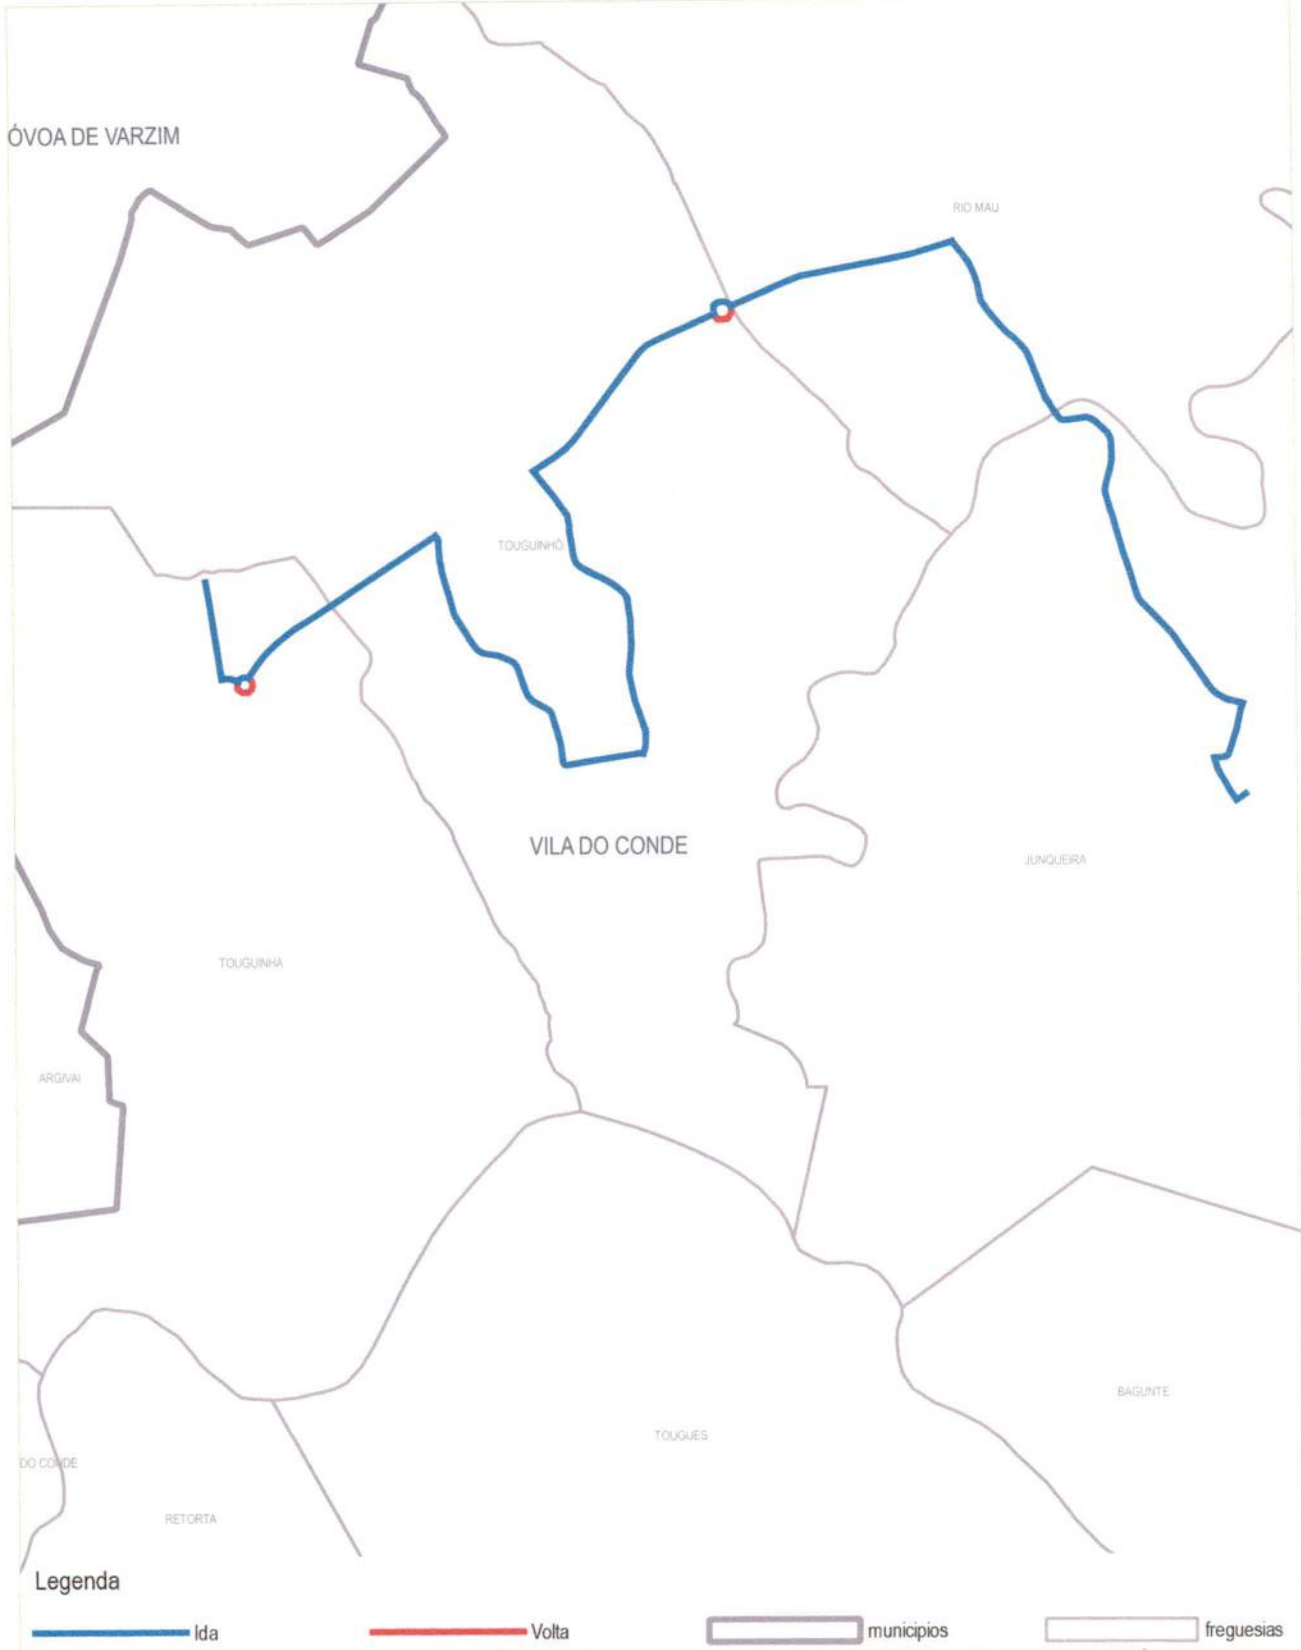 ÓVOA DE VARZIM
RIO MAU
TOUGUINHÓ
VILA DO CONDE
JUNQUEIRA
TOUGUINHA
ARGIVAI
BAGUNTE
TOUGUES
DO CONDE
RETORTA
Legenda
Ida Volta municipios freguesias